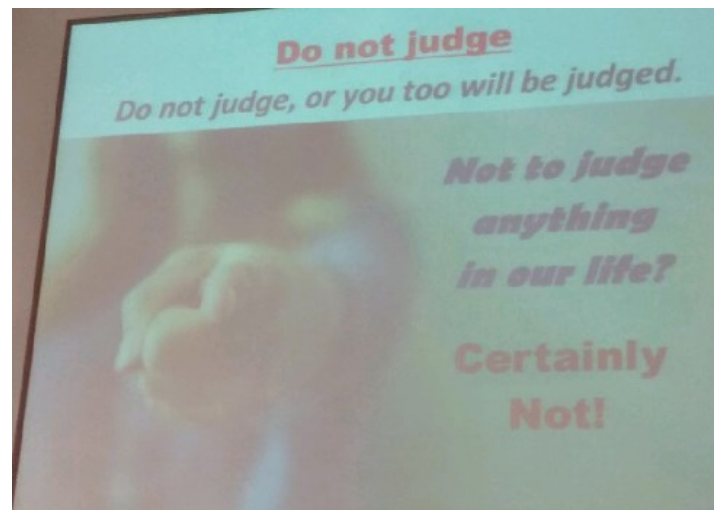 Do not judge
Do not judge, or you too will be judged.
Not to judge
anything
in our life?
Certainly
Not!